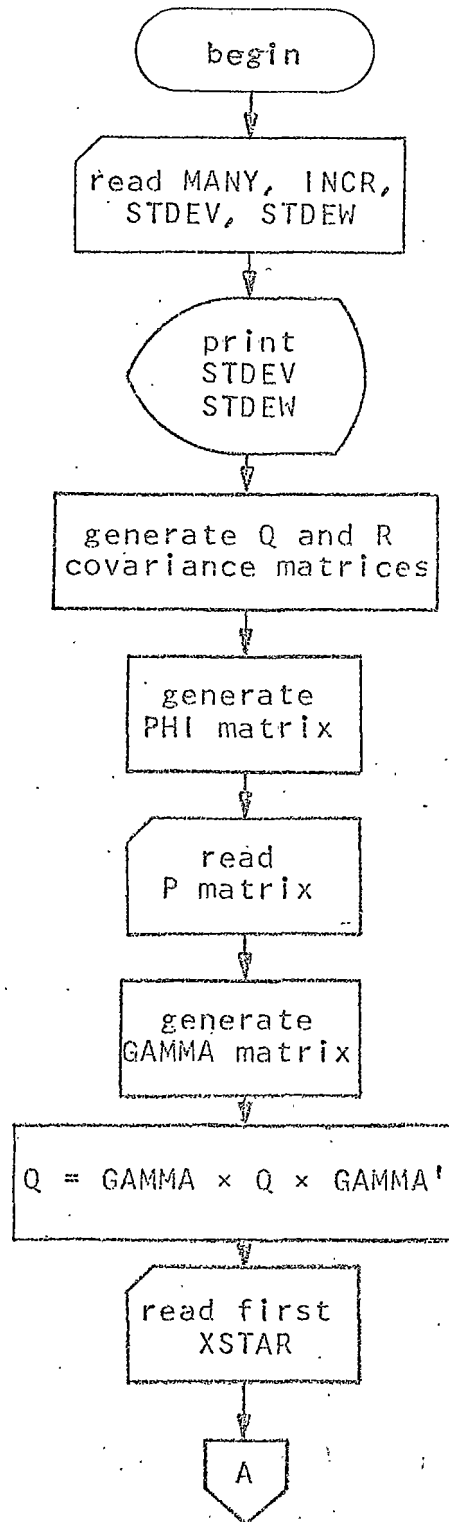 begin
read MANY, INCR,
STDEV, STDEW
print
STDEV
STDEW
generate Q and R
covariance matrices
generate
PHI matrix
read
P matrix
generate
GAMMA matrix
Q = GAMMA × Q × GAMMA'
read first
XSTAR
A